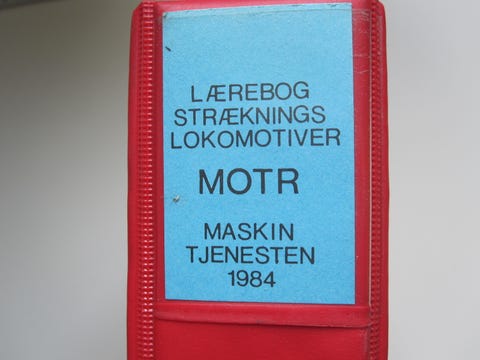 LÆREBOG
STRÆKNINGS
LOKOMOTIVER
MOTR
MASKIN
TJENESTEN
1984